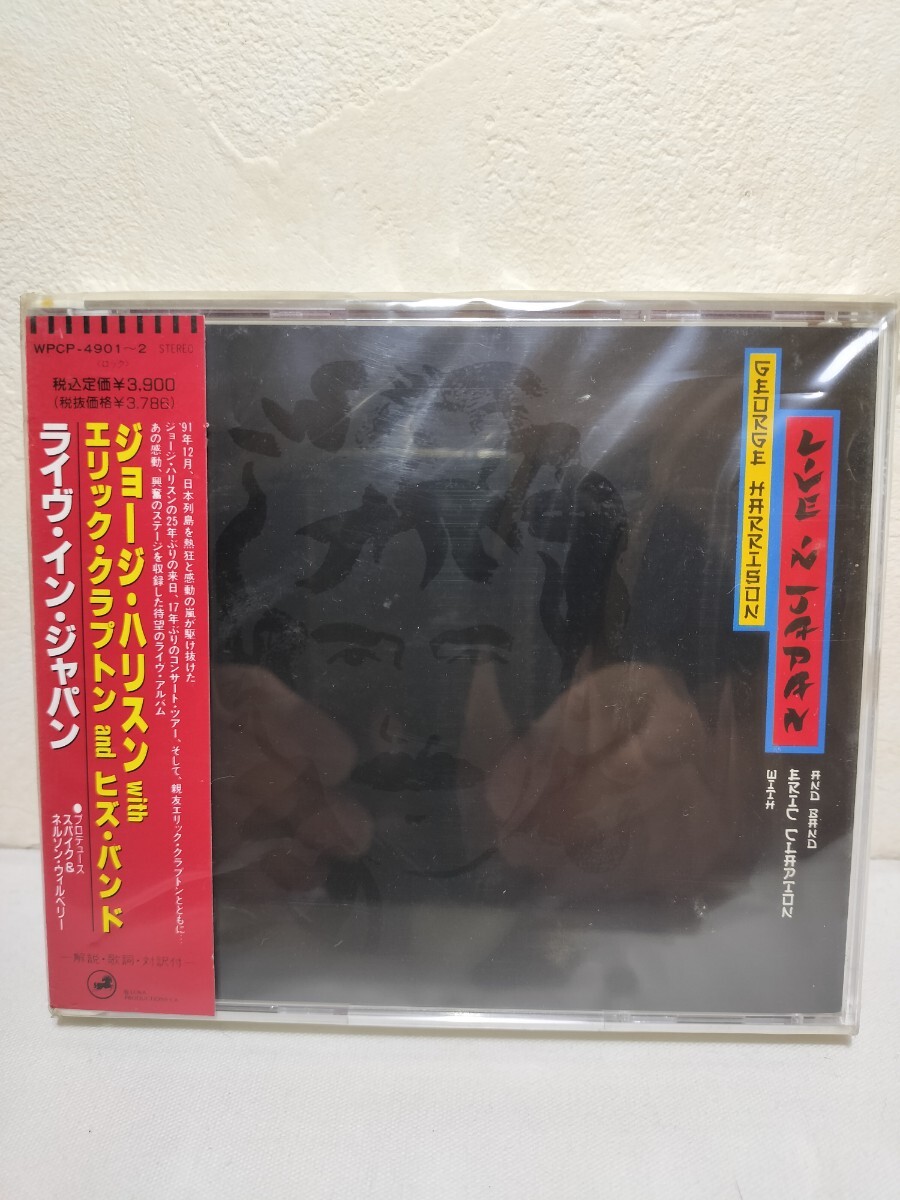 WPCP-4901〜2 STEREO
(ロック)
税込定価¥3,900
(税抜価格¥3,786)
'91年12月、日本列島を熱狂と感動の嵐が駆け抜けた
ジョージ・ハリスンの25年ぶりの来日、17年ぶりのコンサート・ツアー、そして、親友エリック・クラプトンとともに…
あの感動、興奮のステージを収録した待望のライヴ・アルバム
ジョージ・ハリスン with
エリック・クラプトン and ヒズ・バンド
ライヴ・イン・ジャパン
●プロデュース
スパイク&
ネルソン・ウィルベリー
—解説・歌詞・対訳付—
LIVE IN JAPAN
GEORGE HARRISON
WITH
ERIC CLAPTON
AND BAND